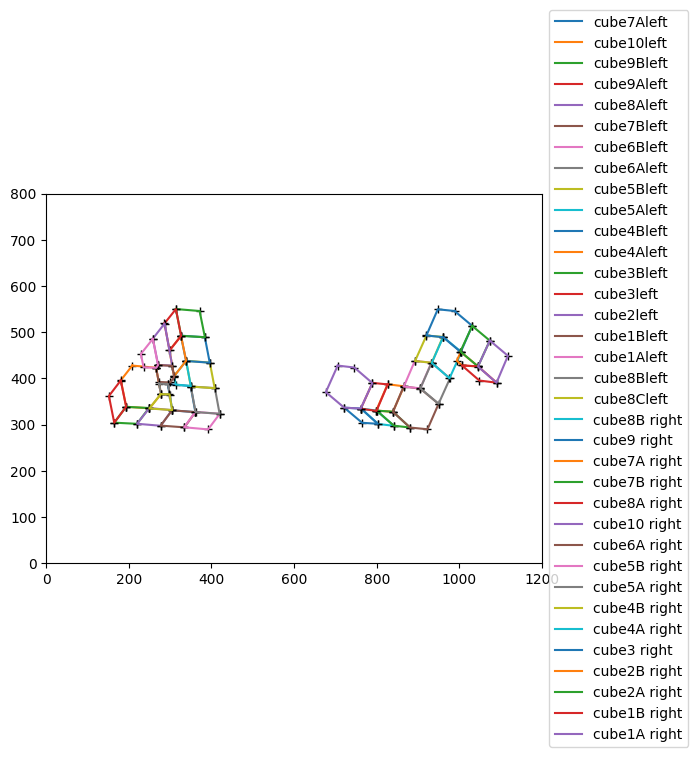 800
700
600
500
400
300
200
100
0
0 200 400 600 800 1000 1200
cube7Aleft
cube10left
cube9Bleft
cube9Aleft
cube8Aleft
cube7Bleft
cube6Bleft
cube6Aleft
cube5Bleft
cube5Aleft
cube4Bleft
cube4Aleft
cube3Bleft
cube3left
cube2left
cube1Bleft
cube1Aleft
cube8Bleft
cube8Cleft
cube8B right
cube9 right
cube7A right
cube7B right
cube8A right
cube10 right
cube6A right
cube5B right
cube5A right
cube4B right
cube4A right
cube3 right
cube2B right
cube2A right
cube1B right
cube1A right